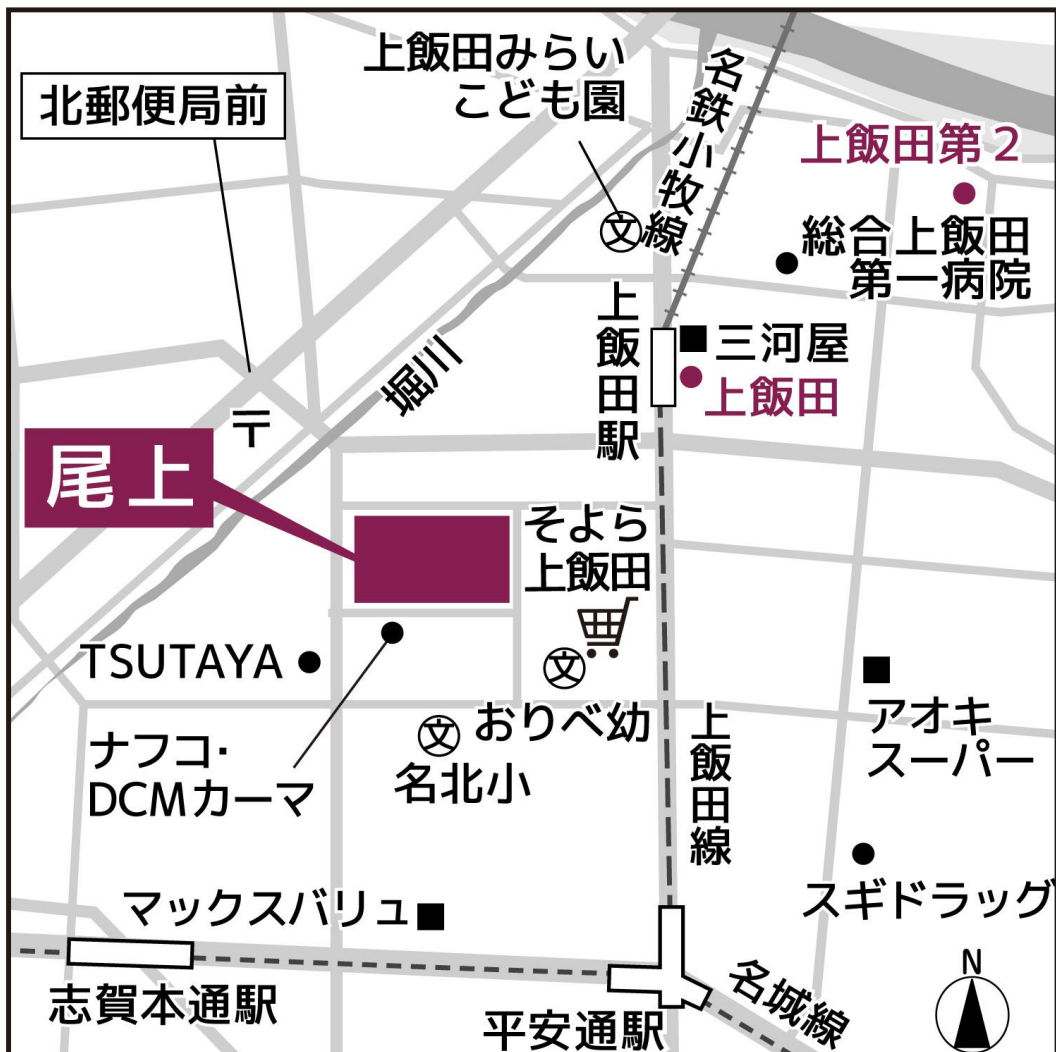 上飯田みらい
こども園
北郵便局前
名鉄小牧線
上飯田第2
総合上飯田
第一病院
上飯田駅
三河屋
上飯田
堀川
〒
尾上
そよら
上飯田
TSUTAYA
文
文
おりべ幼
文
名北小
ナフコ・
DCMカーマ
上飯田線
アオキ
スーパー
マックスバリュ
スギドラッグ
志賀本通駅
平安通駅
名城線
N